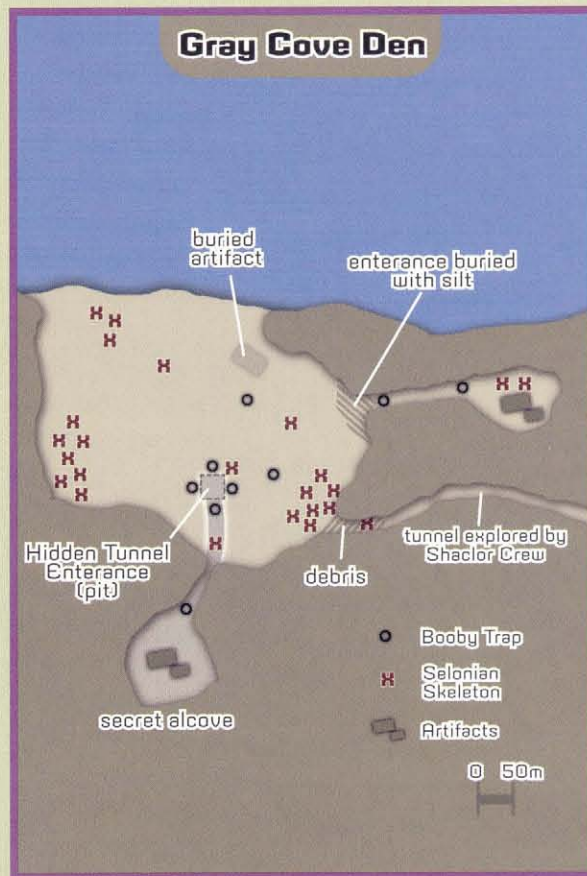 Gray Cove Den
buried
artifact
enterance buried
with silt
Hidden Tunnel
Enterance
(pit)
debris
tunnel explored by
Shaclor Crew
secret alcove
Booby Trap
Selonian
Skeleton
Artifacts
0 50m